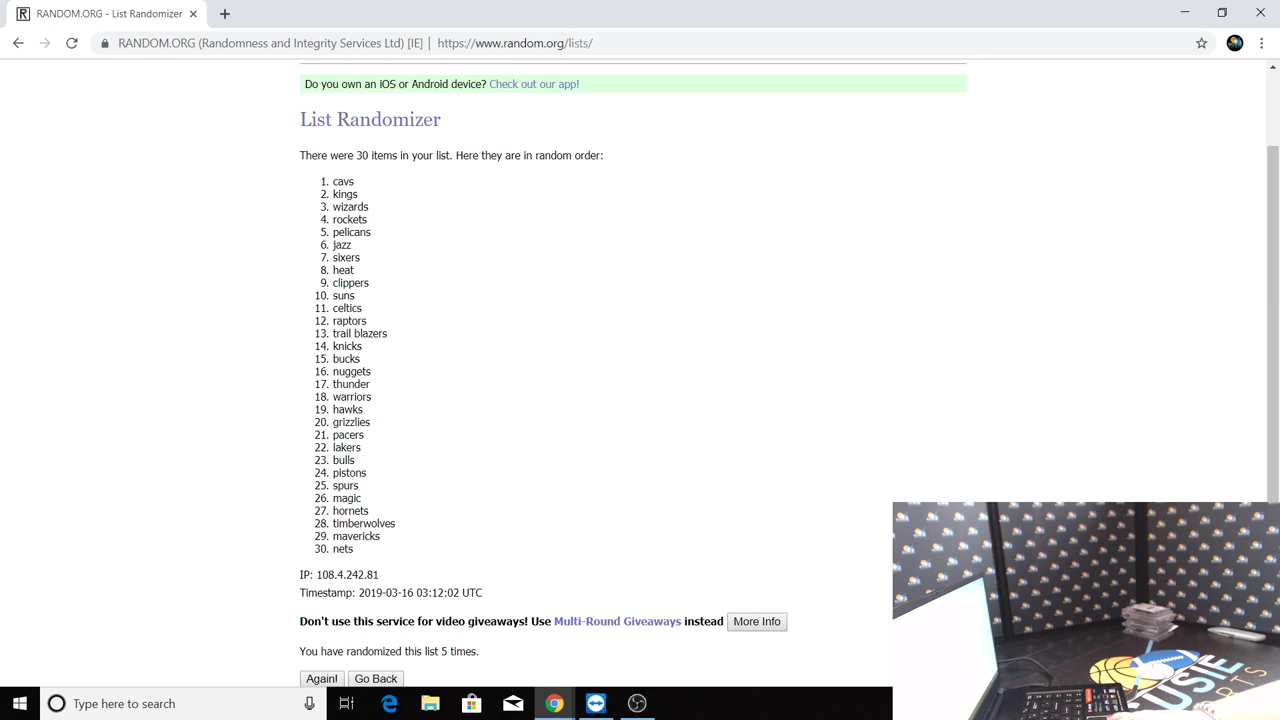 RANDOM.ORG - List Randomizer
RANDOM.ORG (Randomness and Integrity Services Ltd) [IE] | https://www.random.org/lists/
Do you own an iOS or Android device? Check out our app!
List Randomizer
There were 30 items in your list. Here they are in random order:
1. cavs
2. kings
3. wizards
4. rockets
5. pelicans
6. jazz
7. sixers
8. heat
9. clippers
10. suns
11. celtics
12. raptors
13. trail blazers
14. knicks
15. bucks
16. nuggets
17. thunder
18. warriors
19. hawks
20. grizzlies
21. pacers
22. lakers
23. bulls
24. pistons
25. spurs
26. magic
27. hornets
28. timberwolves
29. mavericks
30. nets
IP: 108.4.242.81
Timestamp: 2019-03-16 03:12:02 UTC
Don't use this service for video giveaways! Use Multi-Round Giveaways instead More Info
You have randomized this list 5 times.
Again! Go Back
Type here to search